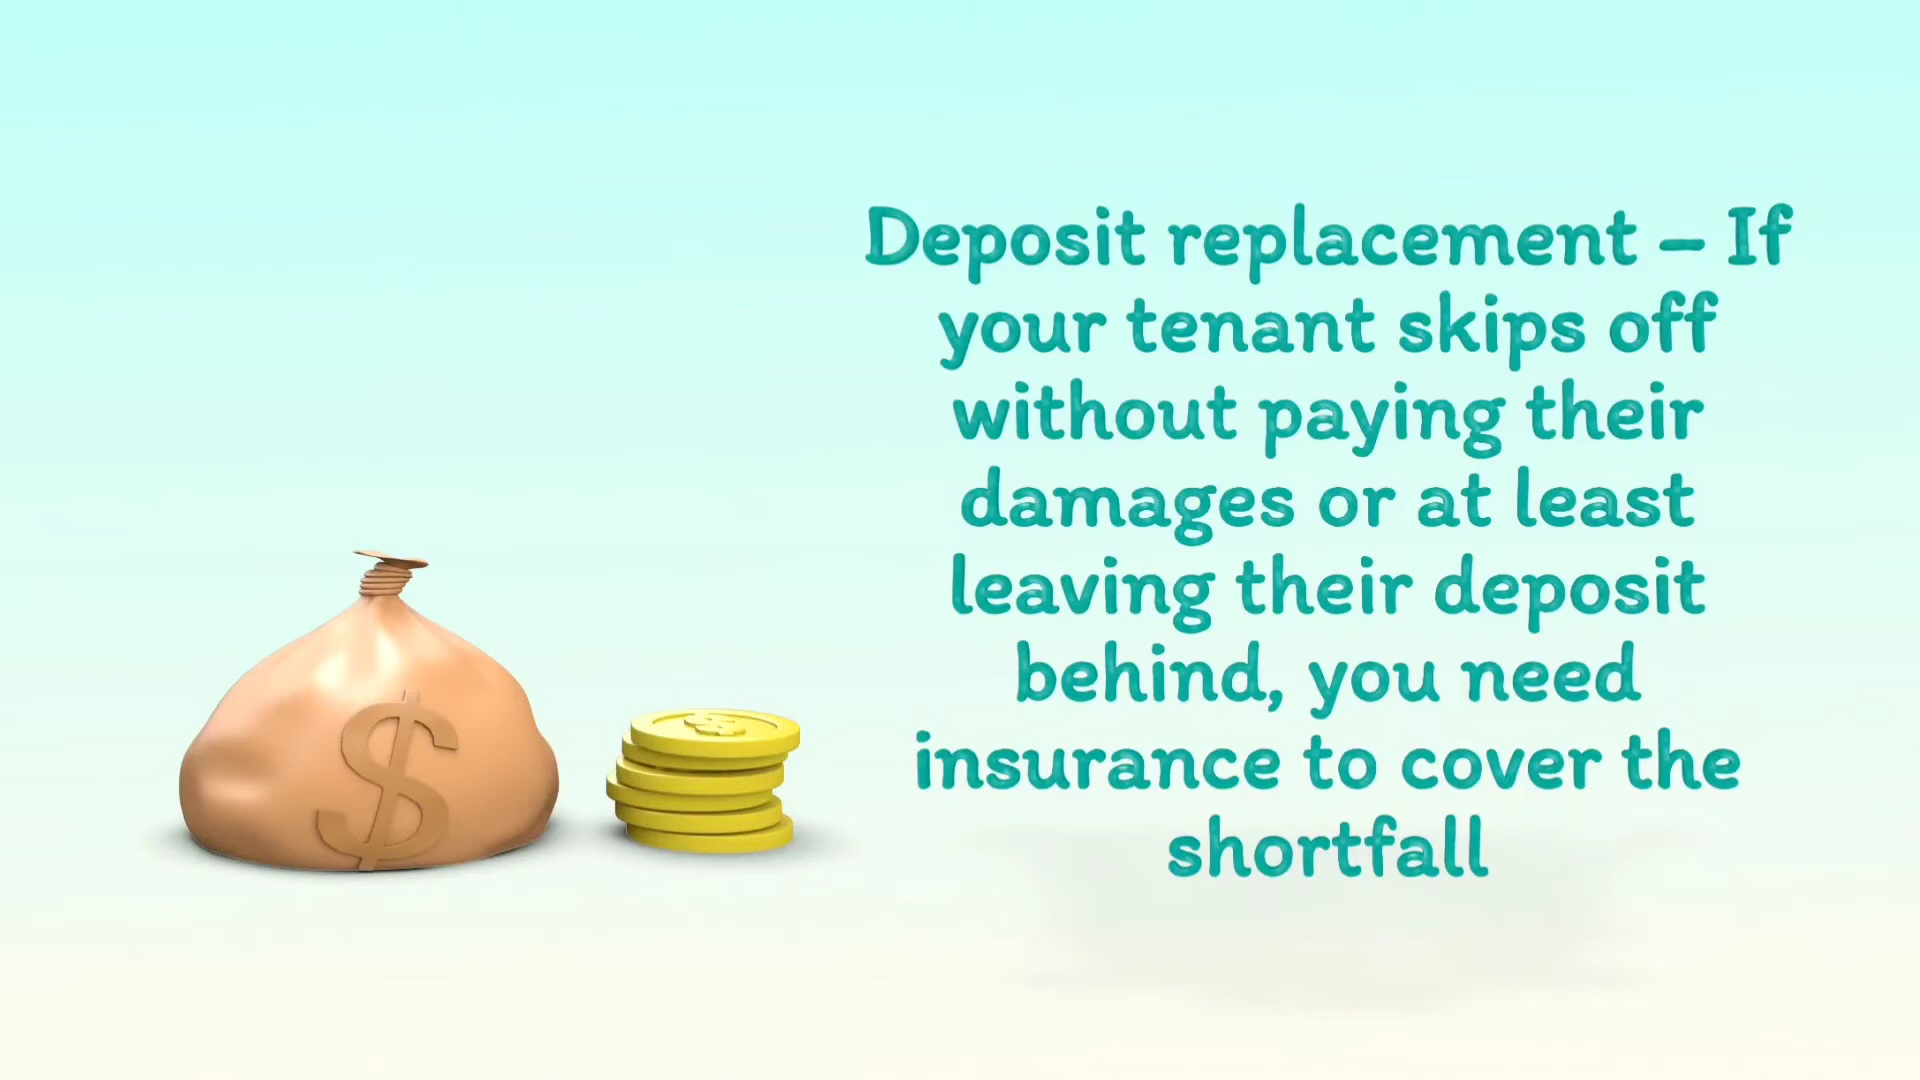 Deposit replacement – If
your tenant skips off
without paying their
damages or at least
leaving their deposit
behind, you need
insurance to cover the
shortfall
$